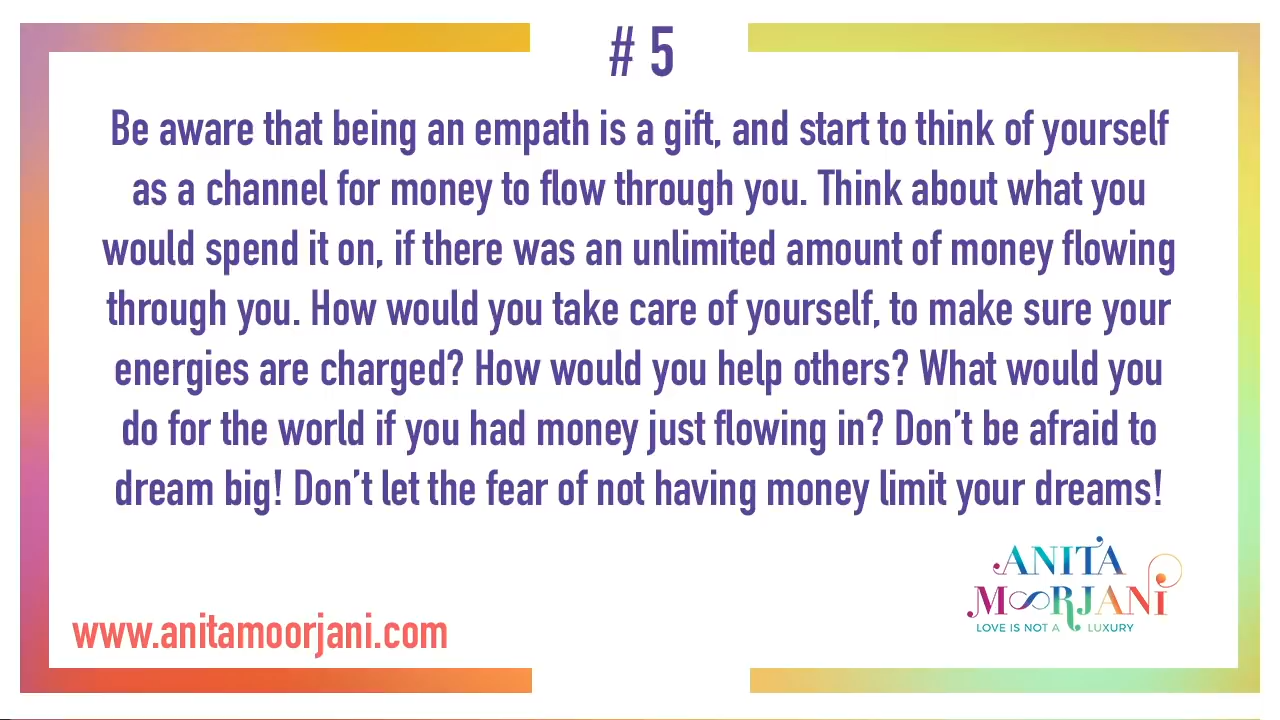 # 5
Be aware that being an empath is a gift, and start to think of yourself
as a channel for money to flow through you. Think about what you
would spend it on, if there was an unlimited amount of money flowing
through you. How would you take care of yourself, to make sure your
energies are charged? How would you help others? What would you
do for the world if you had money just flowing in? Don't be afraid to
dream big! Don't let the fear of not having money limit your dreams!
ANITA
MOORJANI
LOVE IS NOT A LUXURY
www.anitamoorjani.com